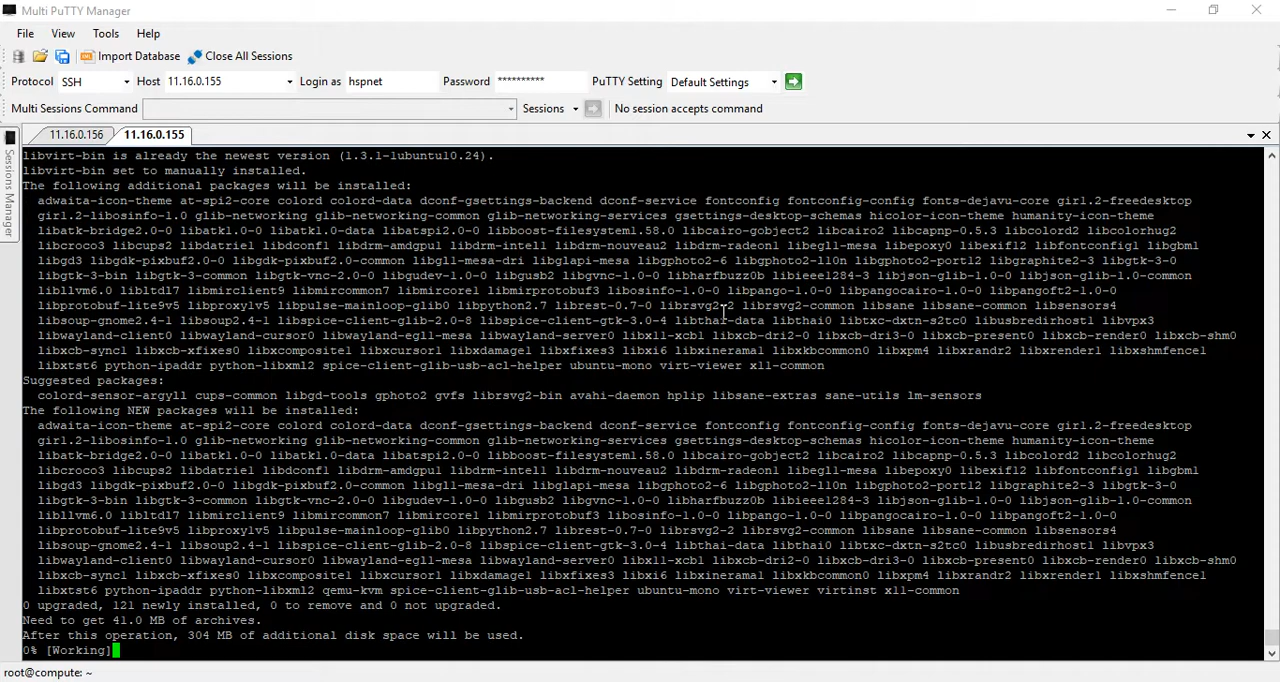 Multi PuTTY Manager
File View Tools Help
Import Database Close All Sessions
Protocol SSH Host 11.16.0.155 Login as hspnet Password ********** PuTTY Setting Default Settings
Multi Sessions Command Sessions No session accepts command
11.16.0.156 11.16.0.155
Sessions Manager
libvirt-bin is already the newest version (1.3.1-1ubuntu10.24).
libvirt-bin set to manually installed.
The following additional packages will be installed:
adwaita-icon-theme at-spi2-core colord colord-data dconf-gsettings-backend dconf-service fontconfig fontconfig-config fonts-dejavu-core gir1.2-freedesktop
gir1.2-libosinfo-1.0 glib-networking glib-networking-common glib-networking-services gsettings-desktop-schemas hicolor-icon-theme humanity-icon-theme
libatk-bridge2.0-0 libatk1.0-0 libatk1.0-data libatspi2.0-0 libboost-filesystem1.58.0 libcairo-gobject2 libcairo2 libcapnp-0.5.3 libcolord2 libcolorhug2
libcroco3 libcups2 libdatrie1 libdconf1 libdrm-amdgpu1 libdrm-intel1 libdrm-nouveau2 libdrm-radeon1 libegl1-mesa libepoxy0 libexif12 libfontconfig1 libgbm1
libgd3 libgdk-pixbuf2.0-0 libgdk-pixbuf2.0-common libgl1-mesa-dri libglapi-mesa libgphoto2-6 libgphoto2-l10n libgphoto2-port12 libgraphite2-3 libgtk-3-0
libgtk-3-bin libgtk-3-common libgtk-vnc-2.0-0 libgudev-1.0-0 libgusb2 libgvnc-1.0-0 libharfbuzz0b libieee1284-3 libjson-glib-1.0-0 libjson-glib-1.0-common
libllvm6.0 libltdl7 libmirclient9 libmircommon7 libmircore1 libmirprotobuf3 libosinfo-1.0-0 libpango-1.0-0 libpangocairo-1.0-0 libpangoft2-1.0-0
libprotobuf-lite9v5 libproxy1v5 libpulse-mainloop-glib0 libpython2.7 librest-0.7-0 librsvg2-2 librsvg2-common libsane libsane-common libsensors4
libsoup-gnome2.4-1 libsoup2.4-1 libspice-client-glib-2.0-8 libspice-client-gtk-3.0-4 libthai-data libthai0 libtxc-dxtn-s2tc0 libusbredirhost1 libvpx3
libwayland-client0 libwayland-cursor0 libwayland-egl1-mesa libwayland-server0 libx11-xcb1 libxcb-dri2-0 libxcb-dri3-0 libxcb-present0 libxcb-render0 libxcb-shm0
libxcb-sync1 libxcb-xfixes0 libxcomposite1 libxcursor1 libxdamage1 libxfixes3 libxi6 libxinerama1 libxkbcommon0 libxpm4 libxrandr2 libxrender1 libxshmfence1
libxtst6 python-ipaddr python-libxml2 spice-client-glib-usb-acl-helper ubuntu-mono virt-viewer x11-common
Suggested packages:
colord-sensor-argyll cups-common libgd-tools gphoto2 gvfs librsvg2-bin avahi-daemon hplip libsane-extras sane-utils lm-sensors
The following NEW packages will be installed:
adwaita-icon-theme at-spi2-core colord colord-data dconf-gsettings-backend dconf-service fontconfig fontconfig-config fonts-dejavu-core gir1.2-freedesktop
gir1.2-libosinfo-1.0 glib-networking glib-networking-common glib-networking-services gsettings-desktop-schemas hicolor-icon-theme humanity-icon-theme
libatk-bridge2.0-0 libatk1.0-0 libatk1.0-data libatspi2.0-0 libboost-filesystem1.58.0 libcairo-gobject2 libcairo2 libcapnp-0.5.3 libcolord2 libcolorhug2
libcroco3 libcups2 libdatrie1 libdconf1 libdrm-amdgpu1 libdrm-intel1 libdrm-nouveau2 libdrm-radeon1 libegl1-mesa libepoxy0 libexif12 libfontconfig1 libgbm1
libgd3 libgdk-pixbuf2.0-0 libgdk-pixbuf2.0-common libgl1-mesa-dri libglapi-mesa libgphoto2-6 libgphoto2-l10n libgphoto2-port12 libgraphite2-3 libgtk-3-0
libgtk-3-bin libgtk-3-common libgtk-vnc-2.0-0 libgudev-1.0-0 libgusb2 libgvnc-1.0-0 libharfbuzz0b libieee1284-3 libjson-glib-1.0-0 libjson-glib-1.0-common
libllvm6.0 libltdl7 libmirclient9 libmircommon7 libmircore1 libmirprotobuf3 libosinfo-1.0-0 libpango-1.0-0 libpangocairo-1.0-0 libpangoft2-1.0-0
libprotobuf-lite9v5 libproxy1v5 libpulse-mainloop-glib0 libpython2.7 librest-0.7-0 librsvg2-2 librsvg2-common libsane libsane-common libsensors4
libsoup-gnome2.4-1 libsoup2.4-1 libspice-client-glib-2.0-8 libspice-client-gtk-3.0-4 libthai-data libthai0 libtxc-dxtn-s2tc0 libusbredirhost1 libvpx3
libwayland-client0 libwayland-cursor0 libwayland-egl1-mesa libwayland-server0 libx11-xcb1 libxcb-dri2-0 libxcb-dri3-0 libxcb-present0 libxcb-render0 libxcb-shm0
libxcb-sync1 libxcb-xfixes0 libxcomposite1 libxcursor1 libxdamage1 libxfixes3 libxi6 libxinerama1 libxkbcommon0 libxpm4 libxrandr2 libxrender1 libxshmfence1
libxtst6 python-ipaddr python-libxml2 qemu-kvm spice-client-glib-usb-acl-helper ubuntu-mono virt-viewer virtinst x11-common
0 upgraded, 121 newly installed, 0 to remove and 0 not upgraded.
Need to get 41.0 MB of archives.
After this operation, 304 MB of additional disk space will be used.
0% [Working]
root@compute: ~